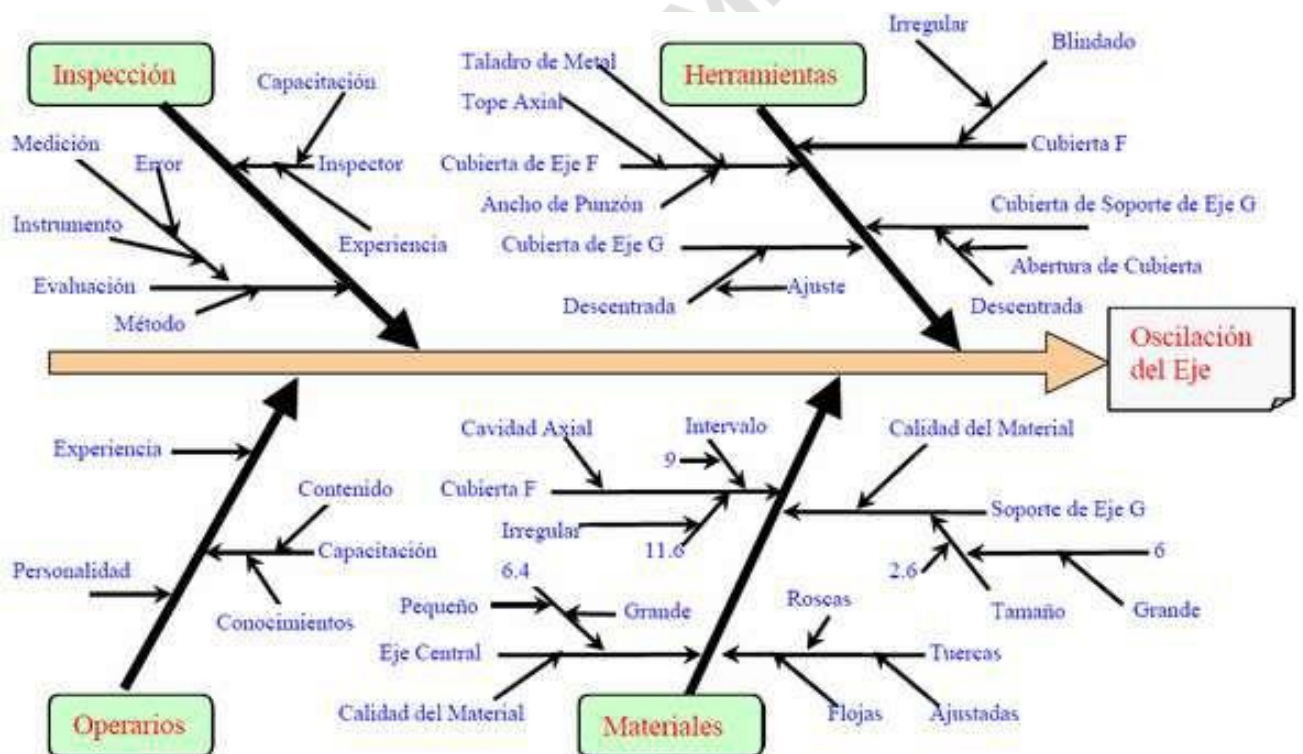 Irregular
Blindado
Inspección
Capacitación
Taladro de Metal
Herramientas
Tope Axial
Medición
Error
Inspector
Cubierta de Eje F
Cubierta F
Ancho de Punzón
Cubierta de Soporte de Eje G
Instrumento
Experiencia
Cubierta de Eje G
Abertura de Cubierta
Evaluación
Ajuste
Método
Descentrada
Descentrada
Oscilación
del Eje
Cavidad Axial
Intervalo
Calidad del Material
Experiencia
9
Contenido
Cubierta F
Soporte de Eje G
Irregular
11.6
Capacitación
6
Personalidad
6.4
2.6
Pequeño
Grande
Roscas
Tamaño
Grande
Conocimientos
Eje Central
Tuercas
Calidad del Material
Flojas
Ajustadas
Operarios
Materiales